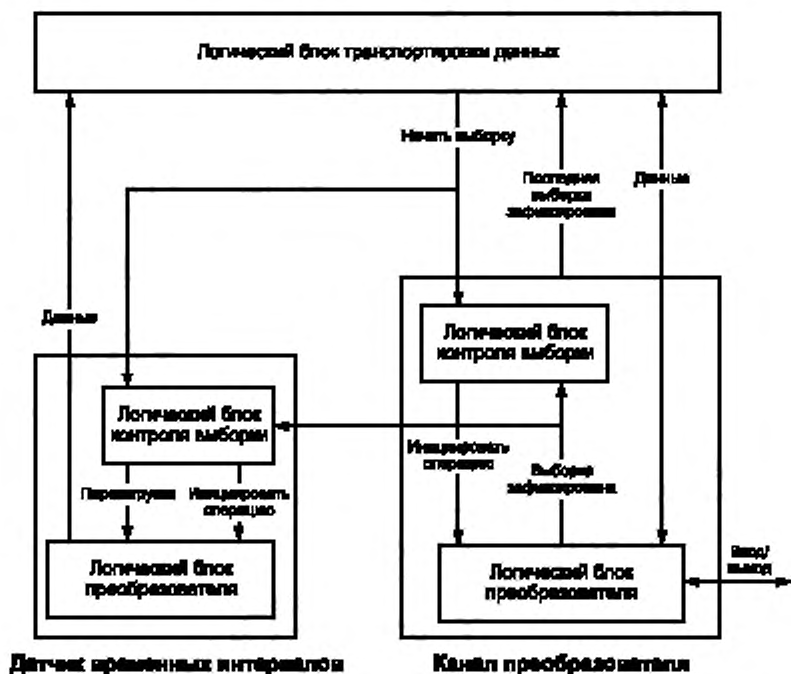 Логический блок транспортировки данных
Начать выборку
Последняя
выборка
зафиксирована
Данные
Данные
Логический блок
контроля выборки
Логический блок
контроля выборки
Инициировать
операцию
Выборка
зафиксирована
Перезагрузка
Инициировать
операцию
Логический блок
преобразователя
Логический блок
преобразователя
Ввод/
вывод
Датчик временных интервалов
Канал преобразователя